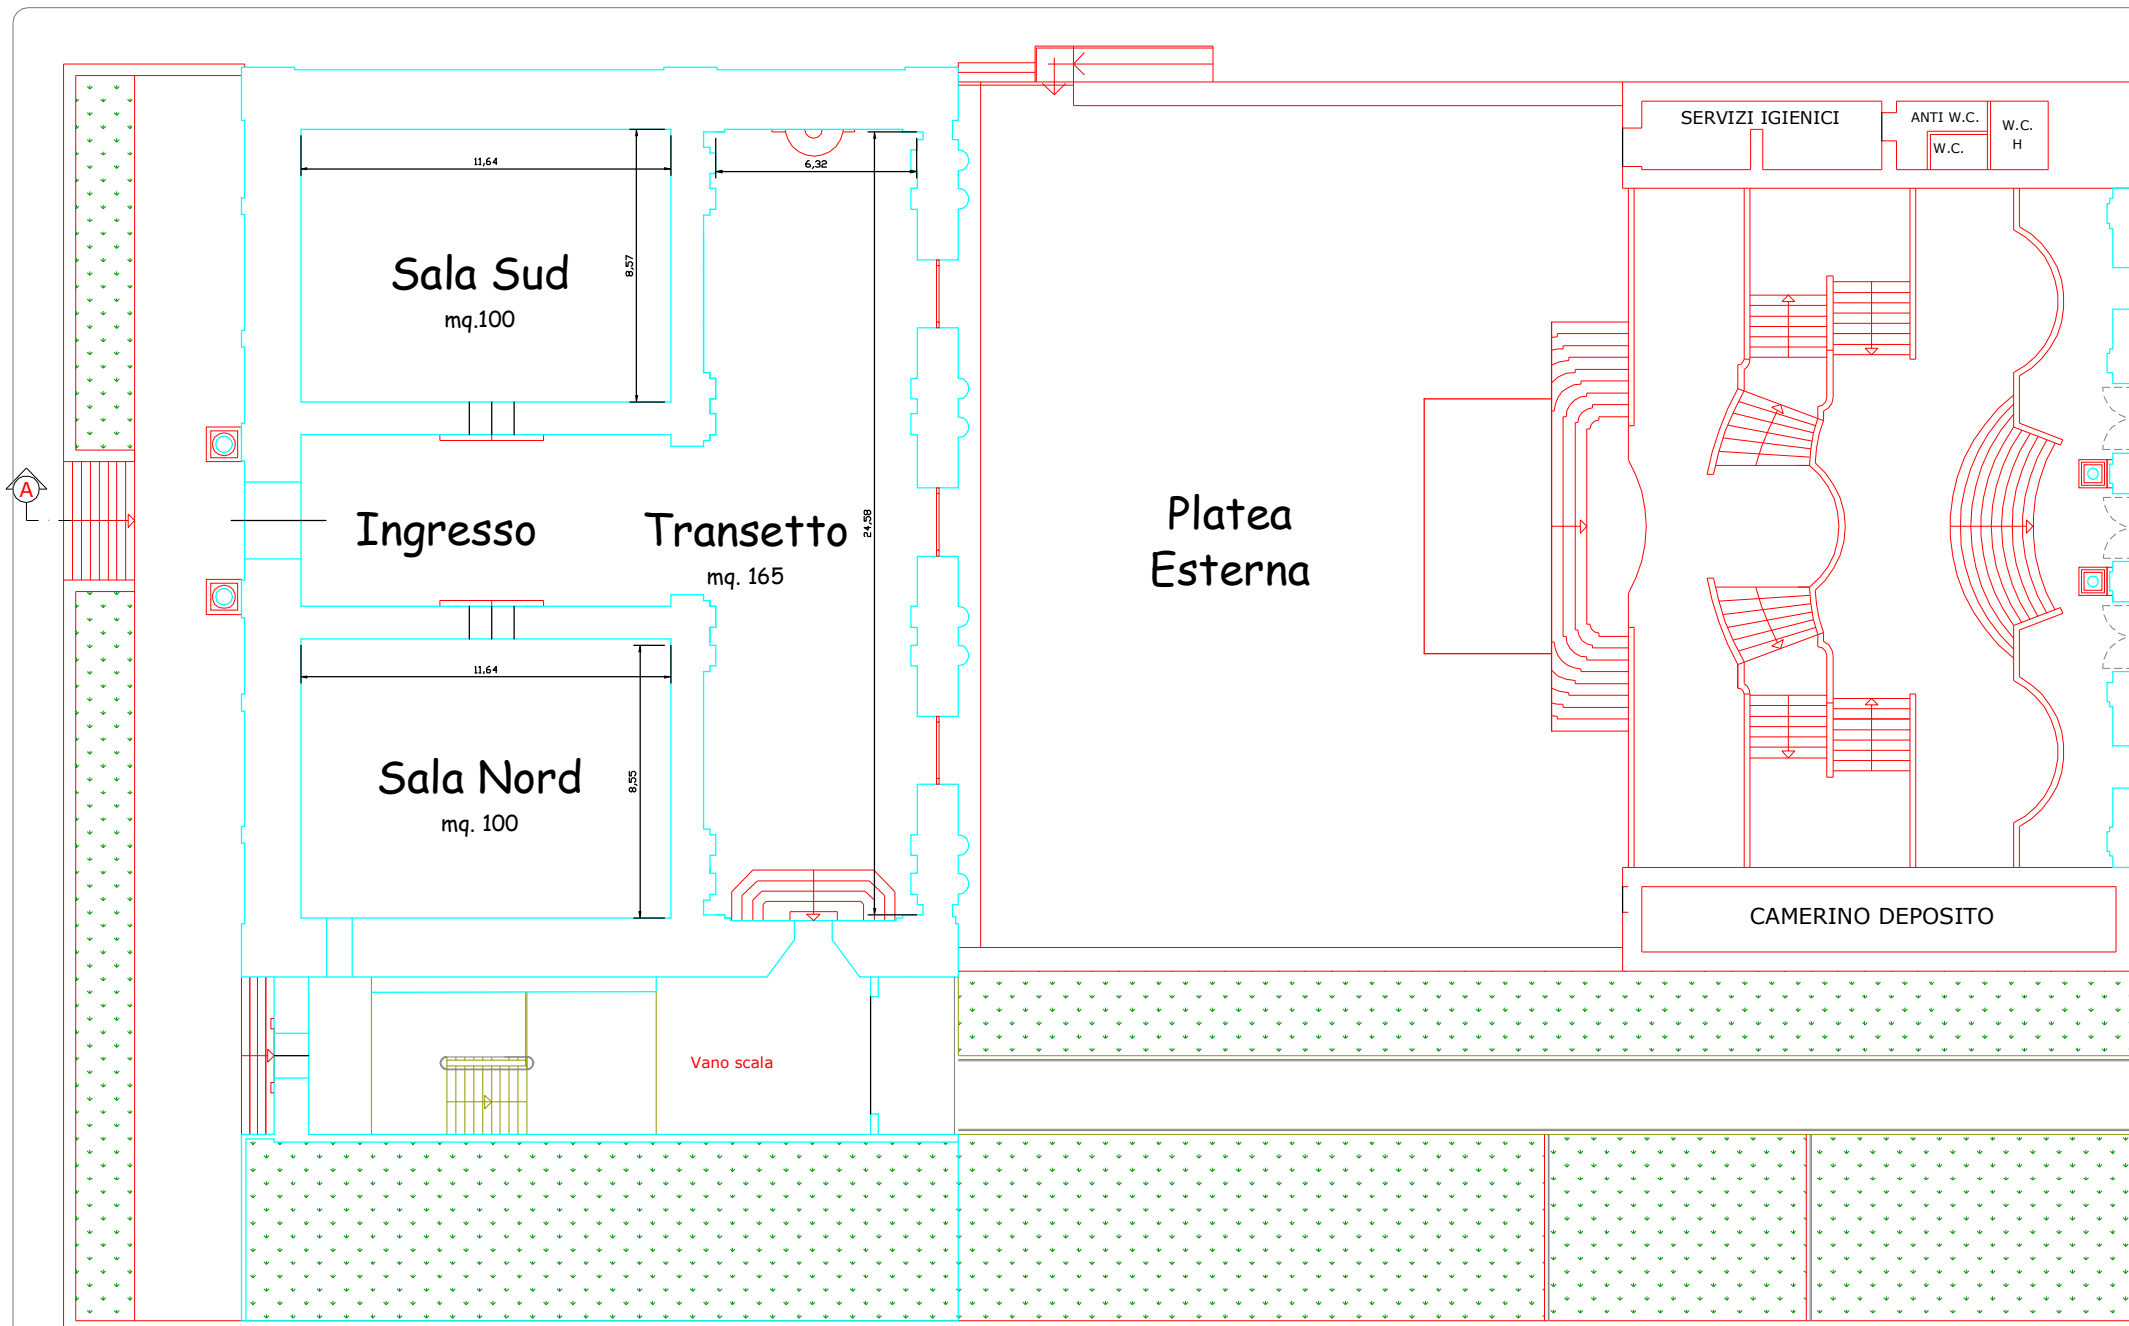 SERVIZI IGIENICI
ANTI W.C.
W.C.
W.C.
H
11,64
6,32
8,57
Sala Sud
mq.100
A
Ingresso
Transetto
mq. 165
24,58
Platea
Esterna
11,64
8,55
Sala Nord
mq. 100
CAMERINO DEPOSITO
Vano scala